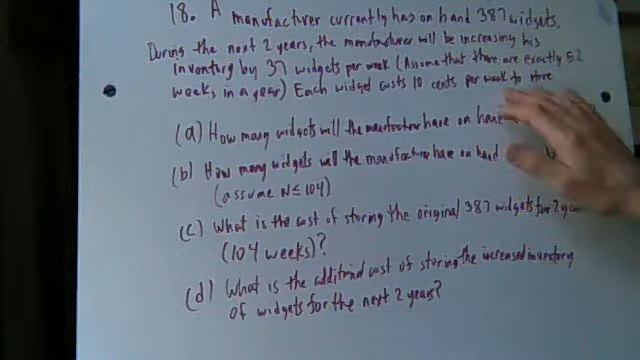 18. A manufacturer currently has on hand 387 widgets.
During the next 2 years, the manufacturer will be increasing his
inventory by 37 widgets per week (Assume that there are exactly 52
weeks in a year) Each widget costs 10 cents per week to store
(a) How many widgets will the manufacturer have on hand
(b) How many widgets will the manufacturer have on hand
(assume N ≤ 104)
(c) What is the cost of storing the original 387 widgets for 2
(104 weeks)?
(d) What is the additional cost of storing the increased inventory
of widgets for the next 2 years?